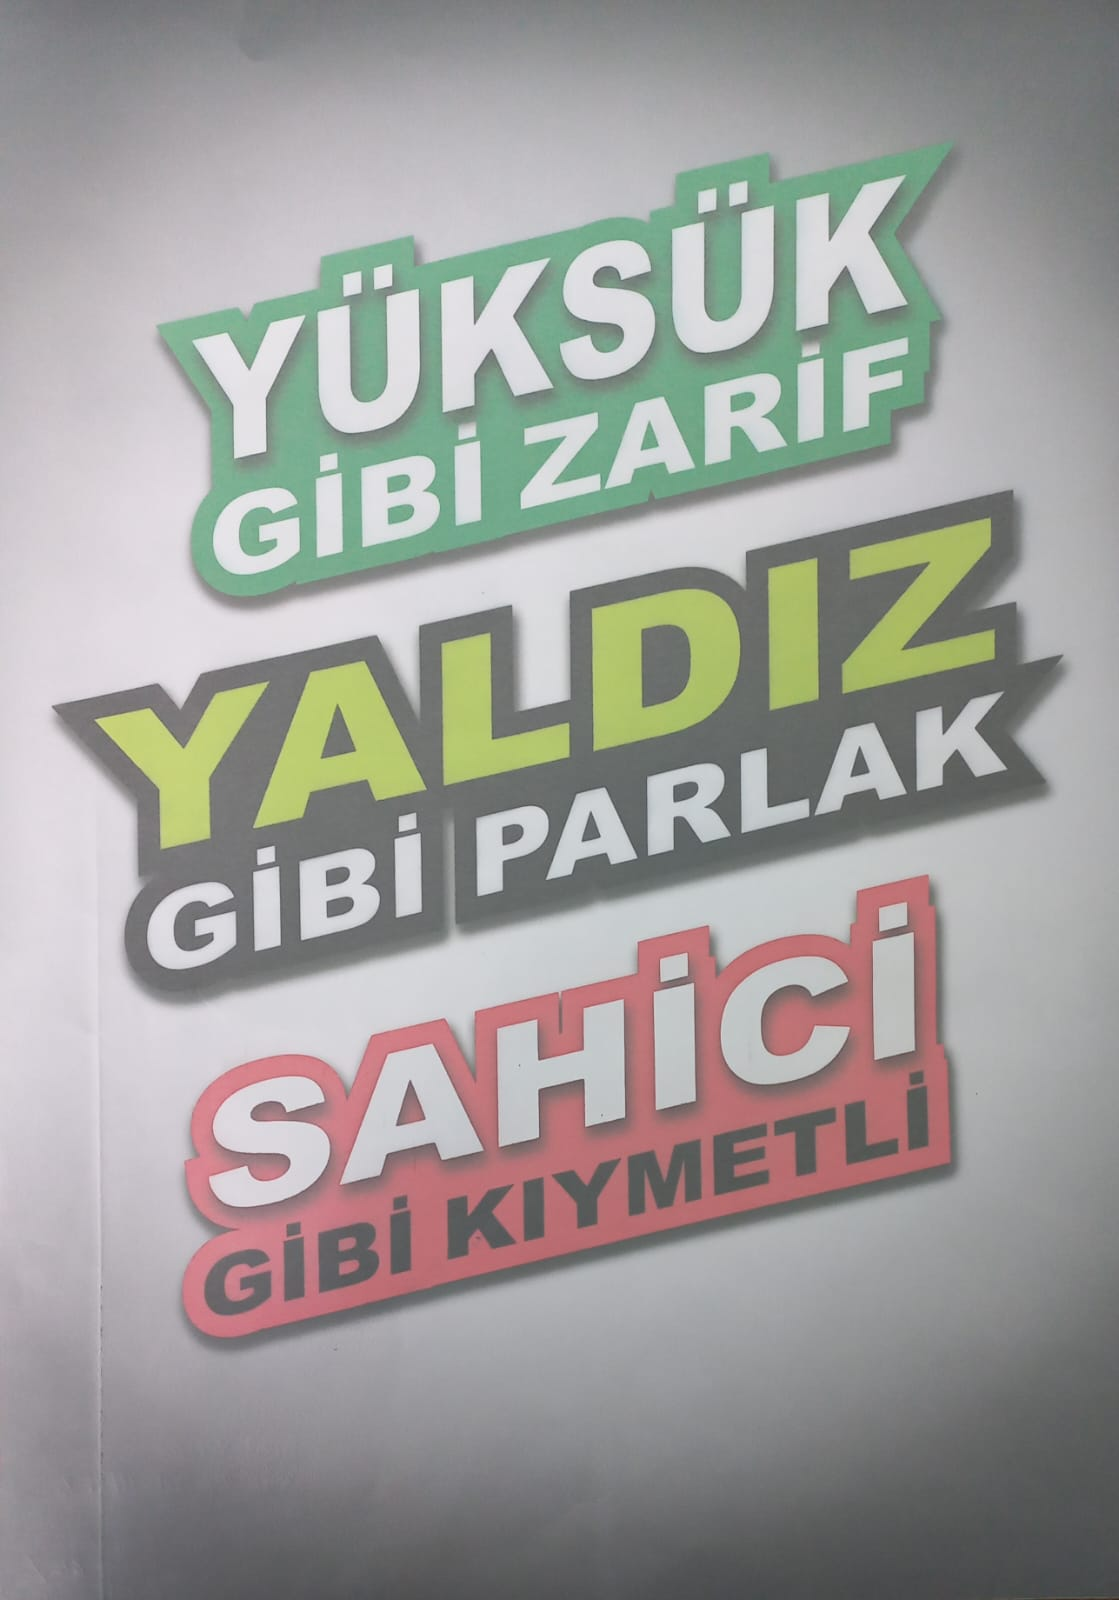 YÜKSÜK
GİBİ ZARİF
YALDIZ
GİBİ PARLAK
SAHİCİ
GİBİ KIYMETLİ